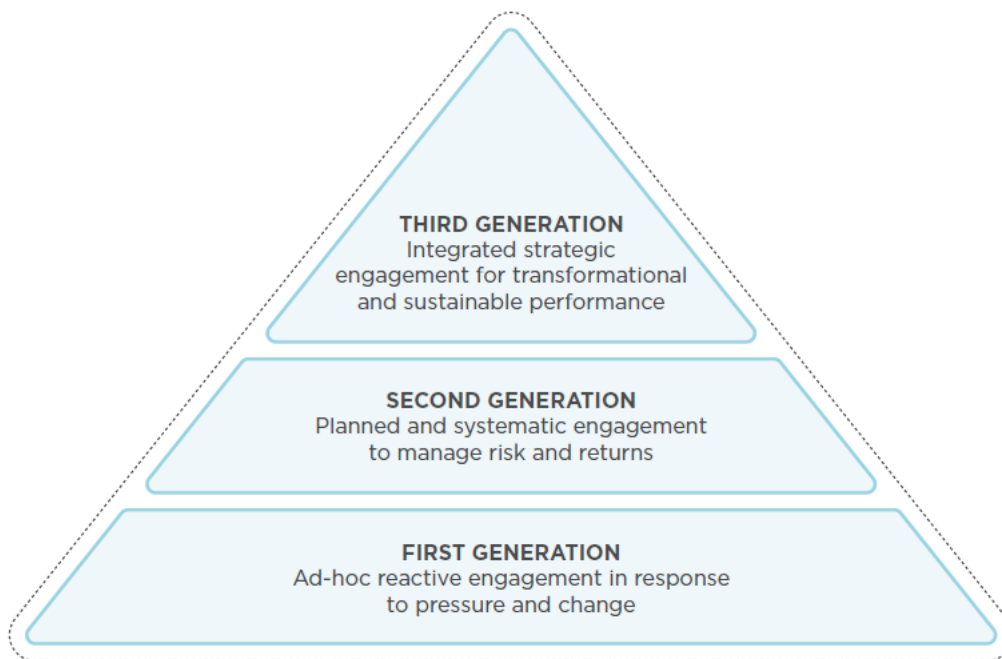 THIRD GENERATION
Integrated strategic
engagement for transformational
and sustainable performance
SECOND GENERATION
Planned and systematic engagement
to manage risk and returns
FIRST GENERATION
Ad-hoc reactive engagement in response
to pressure and change